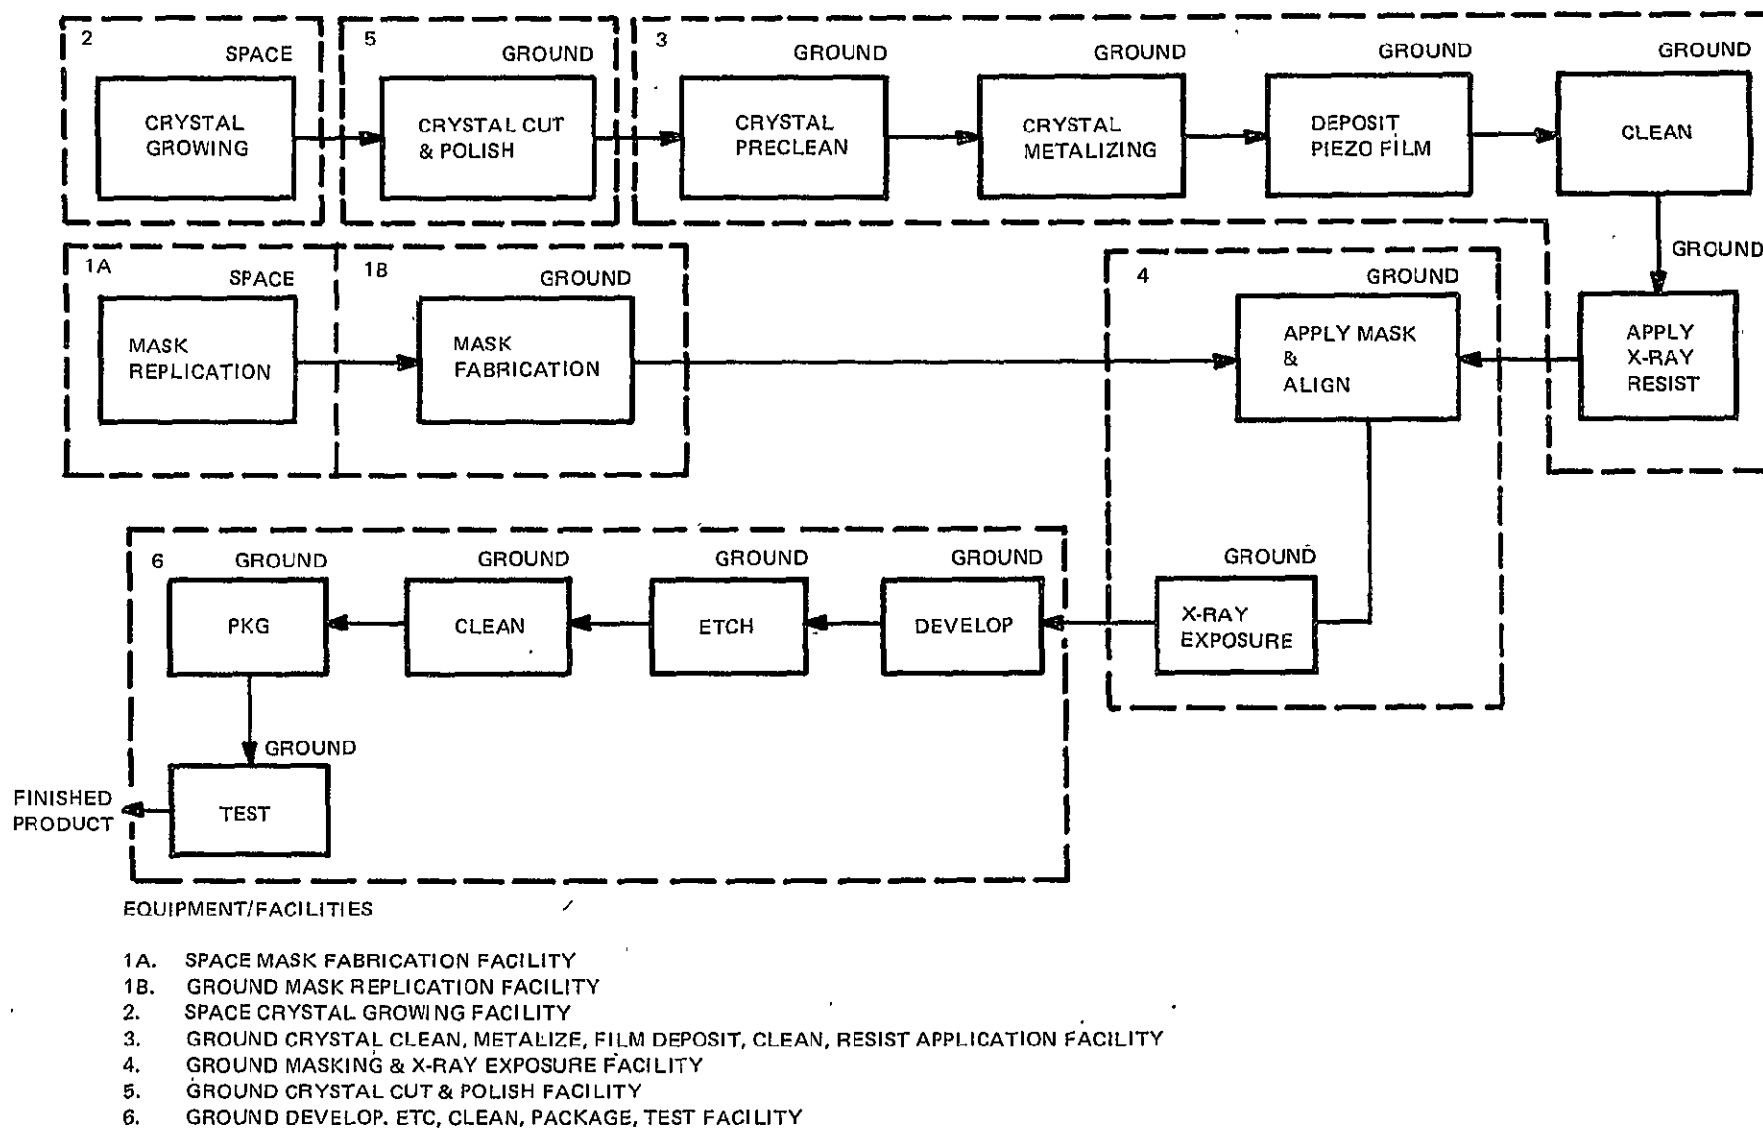 2
SPACE
CRYSTAL
GROWING
5
GROUND
CRYSTAL CUT
& POLISH
3
GROUND
CRYSTAL
PRECLEAN
GROUND
CRYSTAL
METALIZING
GROUND
DEPOSIT
PIEZO FILM
GROUND
CLEAN
1A
SPACE
MASK
REPLICATION
1B
GROUND
MASK
FABRICATION
4
GROUND
APPLY MASK
&
ALIGN
GROUND
APPLY
X-RAY
RESIST
6
GROUND
PKG
GROUND
CLEAN
GROUND
ETCH
GROUND
DEVELOP
GROUND
X-RAY
EXPOSURE
GROUND
TEST
FINISHED
PRODUCT
EQUIPMENT/FACILITIES
1A. SPACE MASK FABRICATION FACILITY
1B. GROUND MASK REPLICATION FACILITY
2. SPACE CRYSTAL GROWING FACILITY
3. GROUND CRYSTAL CLEAN, METALIZE, FILM DEPOSIT, CLEAN, RESIST APPLICATION FACILITY
4. GROUND MASKING & X-RAY EXPOSURE FACILITY
5. GROUND CRYSTAL CUT & POLISH FACILITY
6. GROUND DEVELOP. ETC, CLEAN, PACKAGE, TEST FACILITY